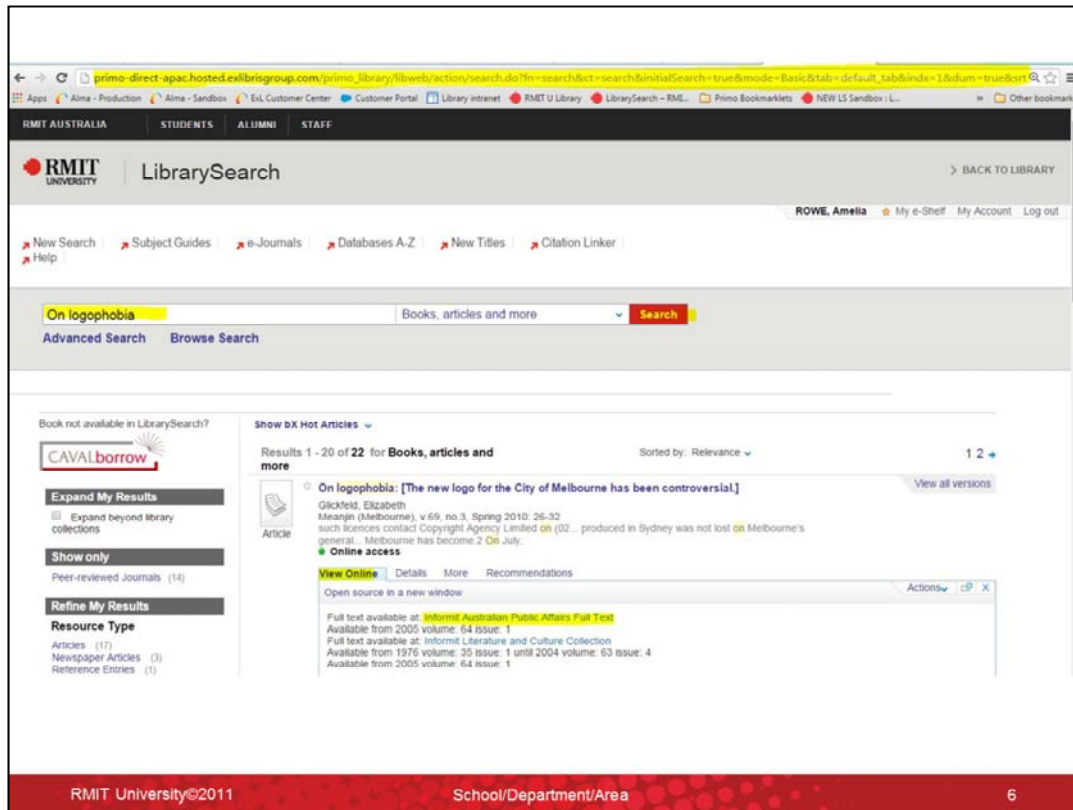 primo-direct-apac.hosted.exlibrisgroup.com/primo_library/libweb/action/search.do?fn=search&ct=search&initialSearch=true&mode=Basic&tab=default_tab&indx=1&dum=true&srt
Apps Alma - Production Alma - Sandbox ExL Customer Center Customer Portal Library intranet RMIT U Library LibrarySearch – RMI... Primo Bookmarklets NEW LS Sandbox : L... » Other bookmark
RMIT AUSTRALIA STUDENTS ALUMNI STAFF
RMIT UNIVERSITY LibrarySearch > BACK TO LIBRARY
ROWE, Amelia My e-Shelf My Account Log out
New Search Subject Guides e-Journals Databases A-Z New Titles Citation Linker
Help
On logophobia Books, articles and more Search
Advanced Search Browse Search
Book not available in LibrarySearch?
CAVALborrow
Expand My Results
Expand beyond library
collections
Show only
Peer-reviewed Journals (14)
Refine My Results
Resource Type
Articles (17)
Newspaper Articles (3)
Reference Entries (1)
Show bX Hot Articles
Results 1 - 20 of 22 for Books, articles and
more
Sorted by: Relevance
1 2
Article
On logophobia: [The new logo for the City of Melbourne has been controversial.]
View all versions
Glickfeld, Elizabeth
Meanjin (Melbourne), v.69, no.3, Spring 2010: 26-32
such licences contact Copyright Agency Limited on (02... produced in Sydney was not lost on Melbourne's
general... Melbourne has become.2 On July,
Online access
View Online Details More Recommendations
Open source in a new window Actions X
Full text available at: Informit Australian Public Affairs Full Text
Available from 2005 volume: 64 issue: 1
Full text available at: Informit Literature and Culture Collection
Available from 1976 volume: 35 issue: 1 until 2004 volume: 63 issue: 4
Available from 2005 volume: 64 issue: 1
RMIT University©2011 School/Department/Area 6